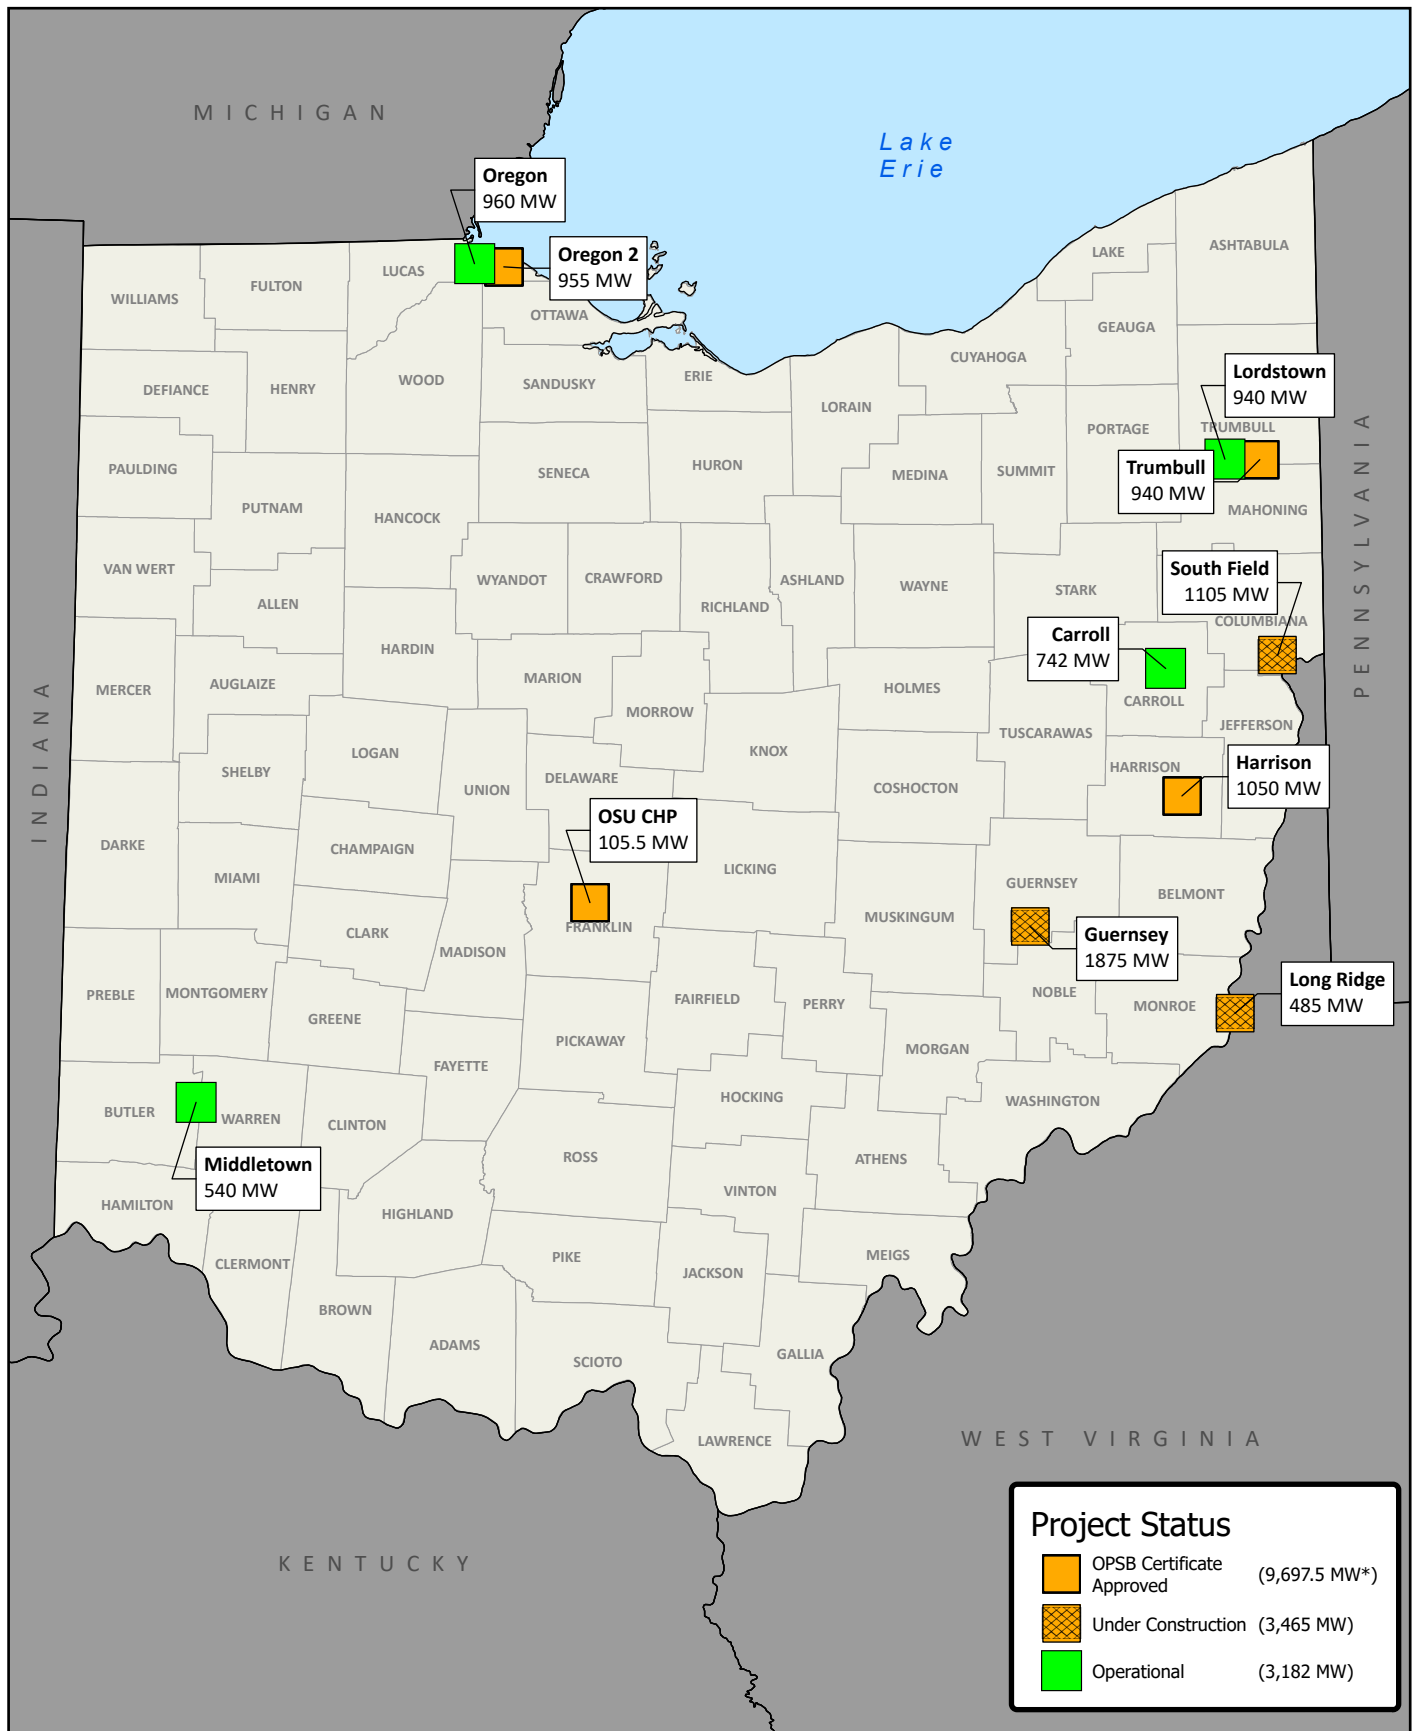 MICHIGAN
Lake
Erie
Oregon
960 MW
Oregon 2
955 MW
ASHTABULA
LAKE
LUCAS
FULTON
WILLIAMS
OTTAWA
GEAUGA
CUYAHOGA
Lordstown
940 MW
WOOD
SANDUSKY
ERIE
DEFIANCE
HENRY
LORAIN
PORTAGE
TRUMBULL
PAULDING
SENECA
HURON
MEDINA
SUMMIT
Trumbull
940 MW
PUTNAM
HANCOCK
MAHONING
PENNSYLVANIA
VAN WERT
WYANDOT
CRAWFORD
ASHLAND
WAYNE
STARK
South Field
1105 MW
ALLEN
RICHLAND
COLUMBIANA
HARDIN
Carroll
742 MW
MERCER
AUGLAIZE
MARION
HOLMES
MORROW
CARROLL
INDIANA
LOGAN
KNOX
TUSCARAWAS
JEFFERSON
SHELBY
UNION
DELAWARE
COSHOCTON
HARRISON
Harrison
1050 MW
OSU CHP
105.5 MW
DARKE
CHAMPAIGN
MIAMI
LICKING
GUERNSEY
BELMONT
CLARK
FRANKLIN
MUSKINGUM
MADISON
Guernsey
1875 MW
PREBLE
MONTGOMERY
FAIRFIELD
PERRY
NOBLE
MONROE
Long Ridge
485 MW
GREENE
PICKAWAY
MORGAN
FAYETTE
BUTLER
WARREN
CLINTON
HOCKING
WASHINGTON
Middletown
540 MW
ROSS
ATHENS
VINTON
HAMILTON
HIGHLAND
CLERMONT
PIKE
JACKSON
MEIGS
BROWN
ADAMS
SCIOTO
GALLIA
LAWRENCE
WEST VIRGINIA
KENTUCKY
Project Status
OPSB Certificate
Approved
(9,697.5 MW*)
Under Construction (3,465 MW)
Operational (3,182 MW)